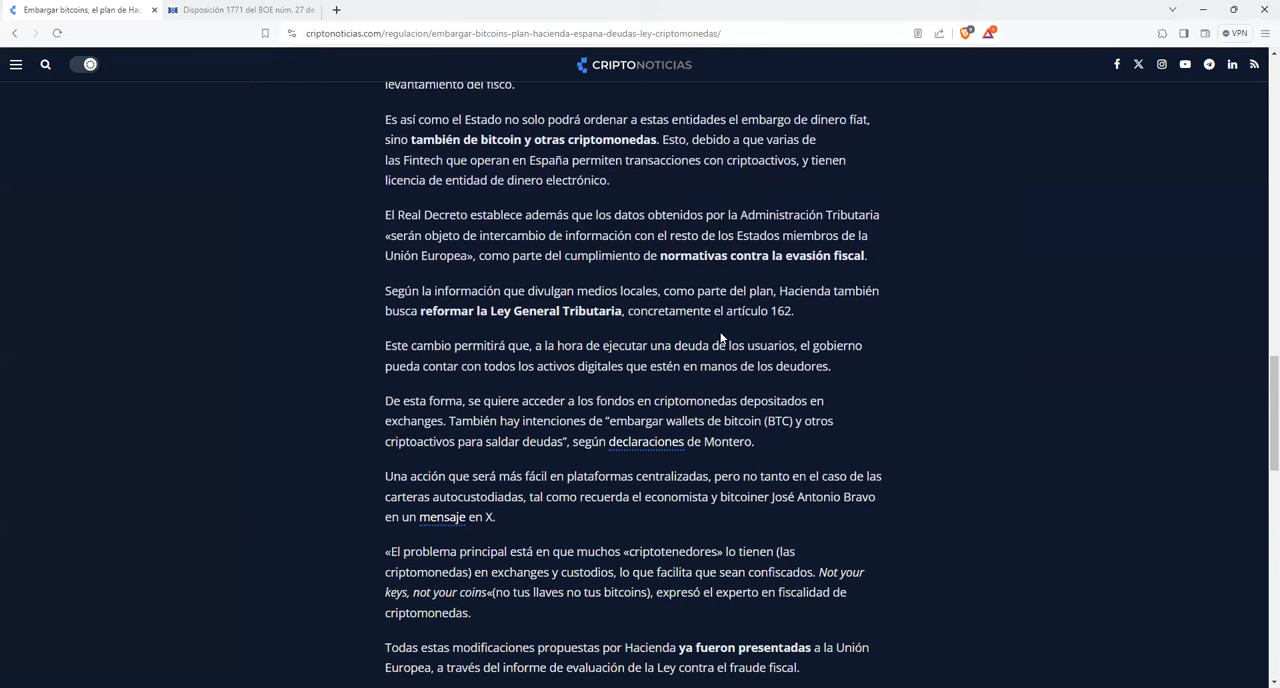 Embargar bitcoins, el plan de Hac
Disposición 1771 del BOE núm. 27 de
criptonoticias.com/regulacion/embargar-bitcoins-plan-hacienda-espana-deudas-ley-criptomonedas/
VPN
CRIPTONOTICIAS
levantamiento del fisco.
Es así como el Estado no solo podrá ordenar a estas entidades el embargo de dinero fíat,
sino también de bitcoin y otras criptomonedas. Esto, debido a que varias de
las Fintech que operan en España permiten transacciones con criptoactivos, y tienen
licencia de entidad de dinero electrónico.
El Real Decreto establece además que los datos obtenidos por la Administración Tributaria
«serán objeto de intercambio de información con el resto de los Estados miembros de la
Unión Europea», como parte del cumplimiento de normativas contra la evasión fiscal.
Según la información que divulgan medios locales, como parte del plan, Hacienda también
busca reformar la Ley General Tributaria, concretamente el artículo 162.
Este cambio permitirá que, a la hora de ejecutar una deuda de los usuarios, el gobierno
pueda contar con todos los activos digitales que estén en manos de los deudores.
De esta forma, se quiere acceder a los fondos en criptomonedas depositados en
exchanges. También hay intenciones de “embargar wallets de bitcoin (BTC) y otros
criptoactivos para saldar deudas”, según declaraciones de Montero.
Una acción que será más fácil en plataformas centralizadas, pero no tanto en el caso de las
carteras autocustodiadas, tal como recuerda el economista y bitcoiner José Antonio Bravo
en un mensaje en X.
«El problema principal está en que muchos «criptotenedores» lo tienen (las
criptomonedas) en exchanges y custodios, lo que facilita que sean confiscados. Not your
keys, not your coins«(no tus llaves no tus bitcoins), expresó el experto en fiscalidad de
criptomonedas.
Todas estas modificaciones propuestas por Hacienda ya fueron presentadas a la Unión
Europea, a través del informe de evaluación de la Ley contra el fraude fiscal.